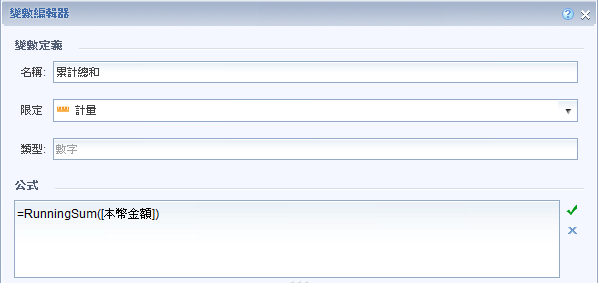 變數編輯器
變數定義
名稱: 累計總和
限定 計量
類型: 數字
公式
=RunningSum([本幣金額])